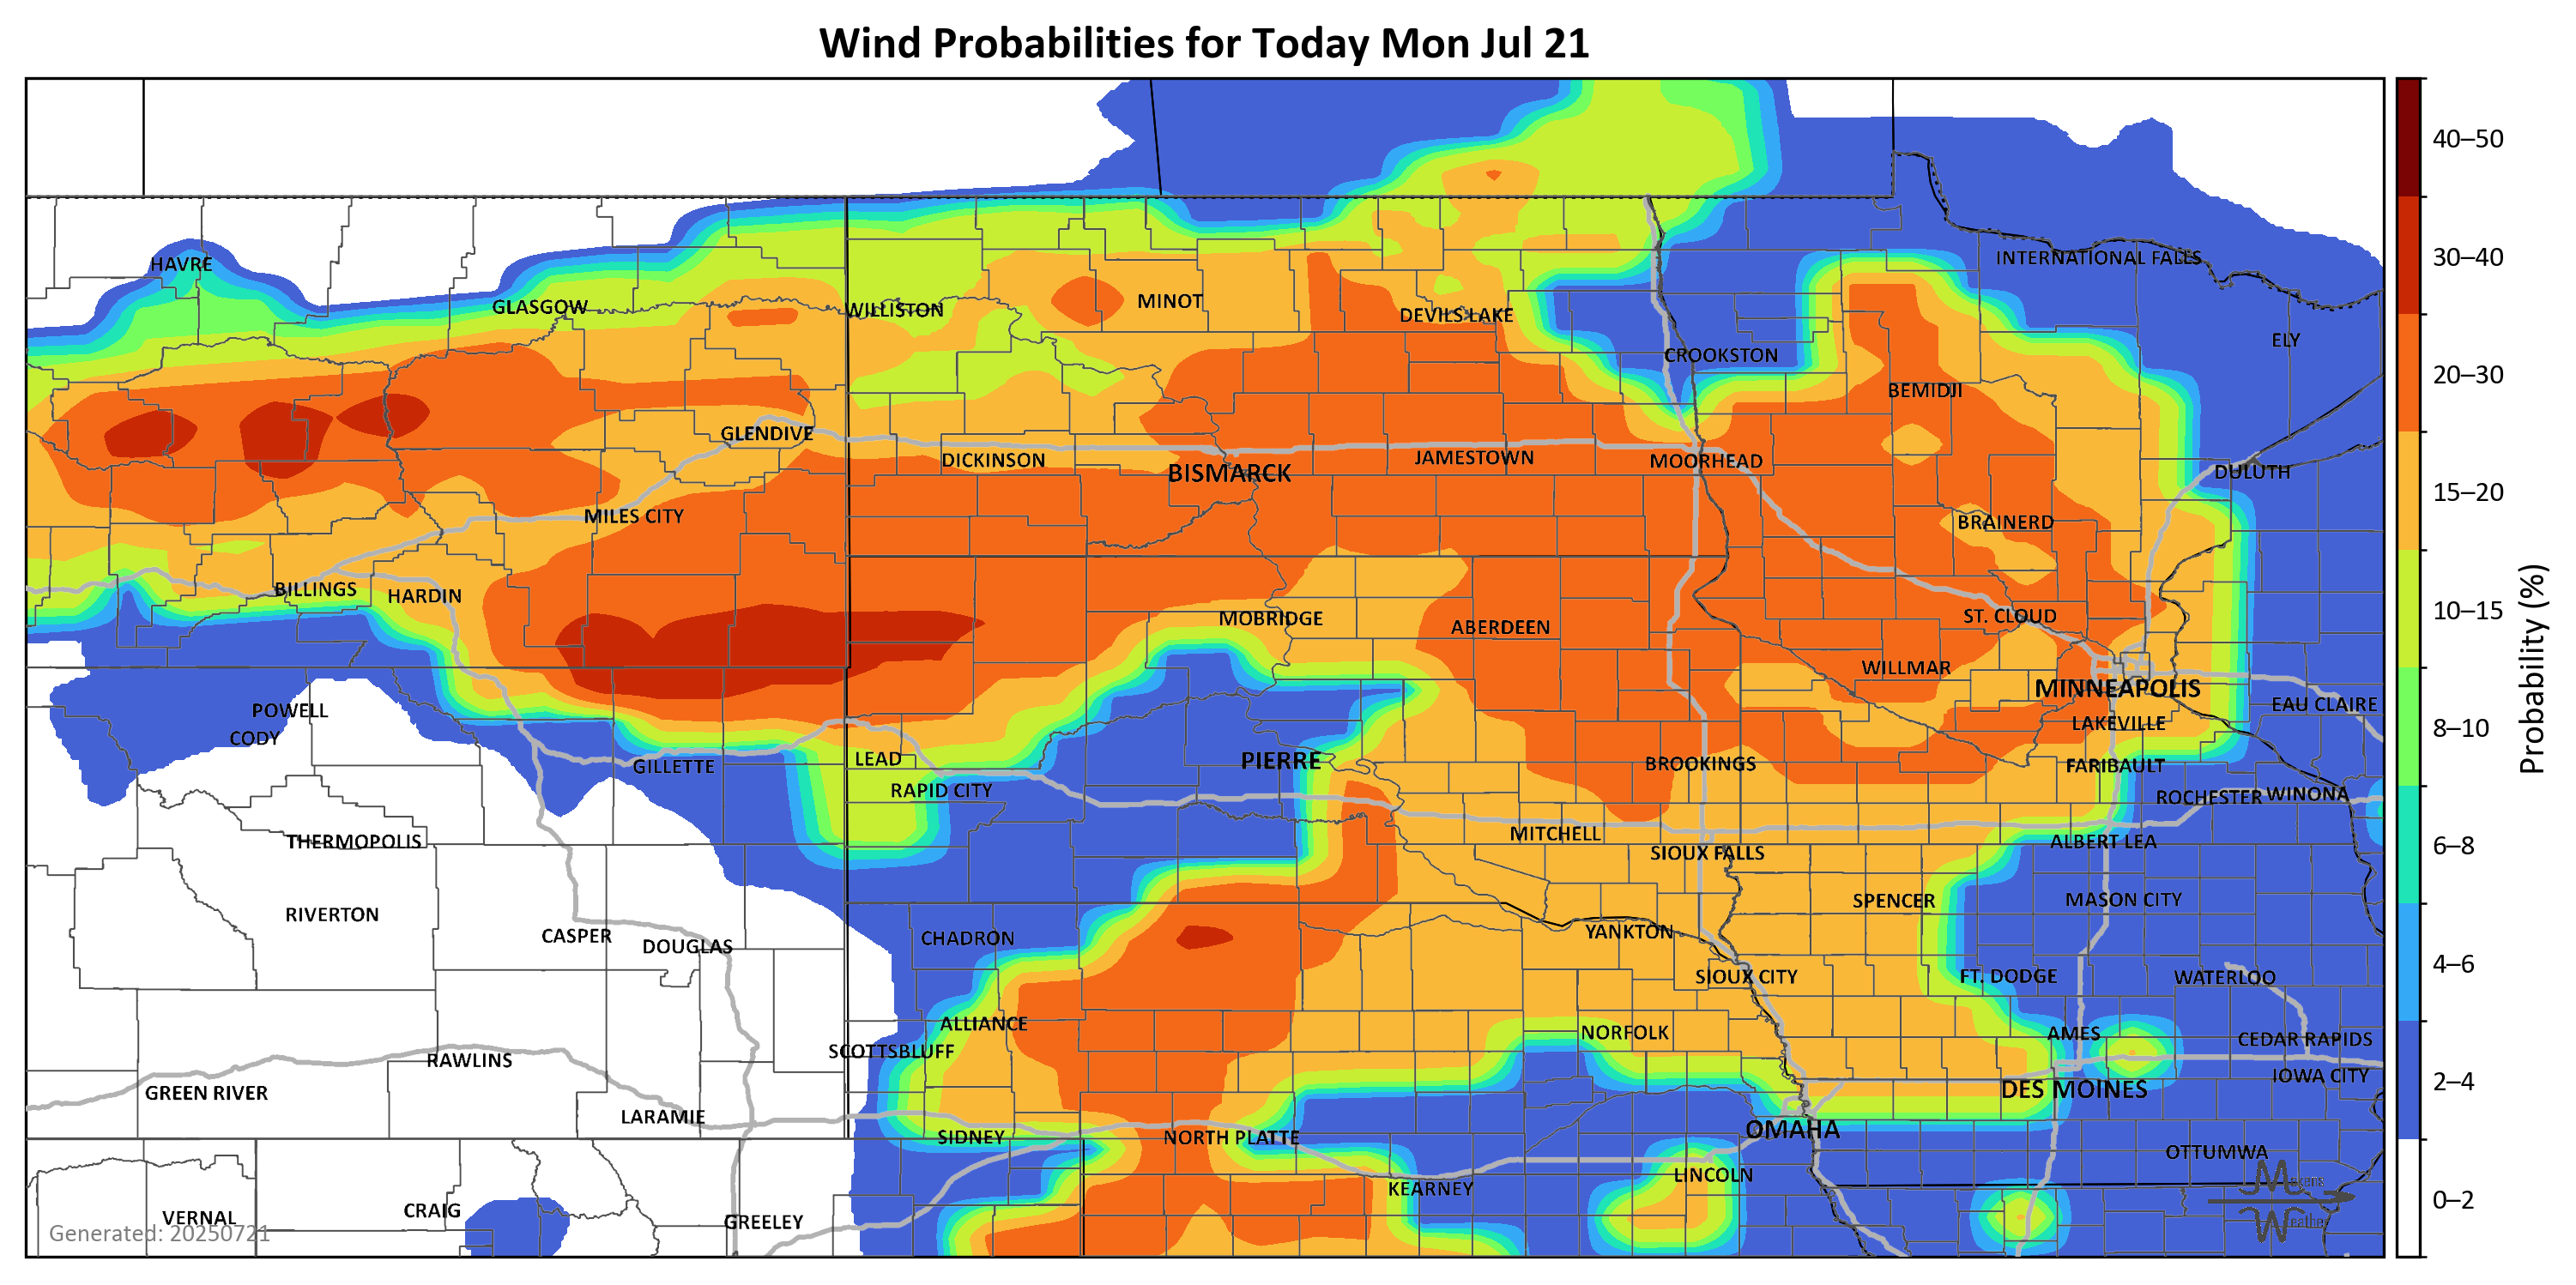 Wind Probabilities for Today Mon Jul 21
40–50
HAVRE
INTERNATIONAL FALLS
30–40
GLASGOW
WILLISTON
MINOT
DEVILS LAKE
ELY
CROOKSTON
20–30
BEMIDJI
GLENDIVE
DICKINSON
BISMARCK
JAMESTOWN
MOORHEAD
DULUTH
15–20
MILES CITY
BRAINERD
BILLINGS
HARDIN
MOBRIDGE
ABERDEEN
ST. CLOUD
10–15
WILLMAR
MINNEAPOLIS
POWELL
EAU CLAIRE
CODY
LAKEVILLE
8–10
GILLETTE
LEAD
PIERRE
BROOKINGS
FARIBAULT
RAPID CITY
ROCHESTER
WINONA
Probability (%)
THERMOPOLIS
MITCHELL
SIOUX FALLS
ALBERT LEA
6–8
RIVERTON
SPENCER
MASON CITY
CASPER
DOUGLAS
CHADRON
YANKTON
SIOUX CITY
FT. DODGE
WATERLOO
4–6
ALLIANCE
NORFOLK
AMES
CEDAR RAPIDS
RAWLINS
SCOTTSBLUFF
IOWA CITY
GREEN RIVER
DES MOINES
2–4
LARAMIE
SIDNEY
NORTH PLATTE
OMAHA
OTTUMWA
LINCOLN
KEARNEY
VERNAL
CRAIG
GREELEY
0–2
Generated: 20250721